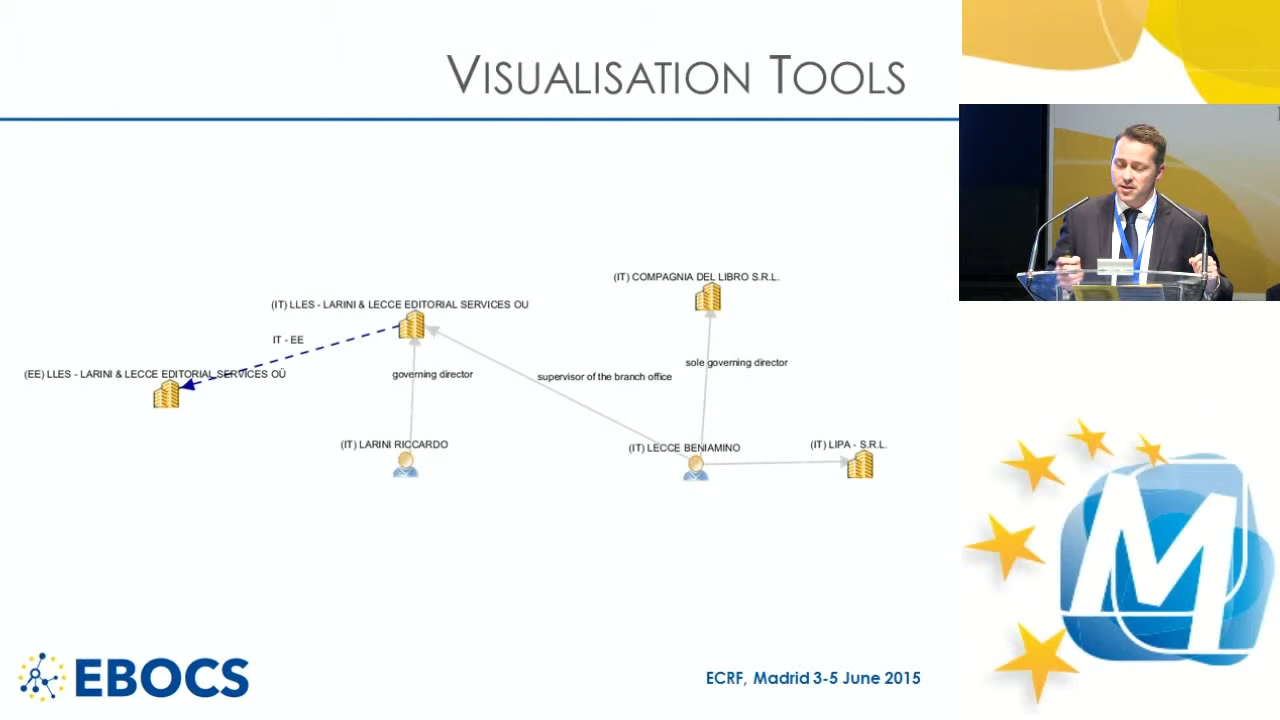 VISUALISATION TOOLS
(IT) COMPAGNIA DEL LIBRO S.R.L.
(IT) LLES - LARINI & LECCE EDITORIAL SERVICES OU
IT - EE
sole governing director
(EE) LLES - LARINI & LECCE EDITORIAL SERVICES OÜ
governing director
supervisor of the branch office
(IT) LARINI RICCARDO
(IT) LECCE BENIAMINO
(IT) LIPA - S.R.L.
EBOCS
ECRF, Madrid 3-5 June 2015
M